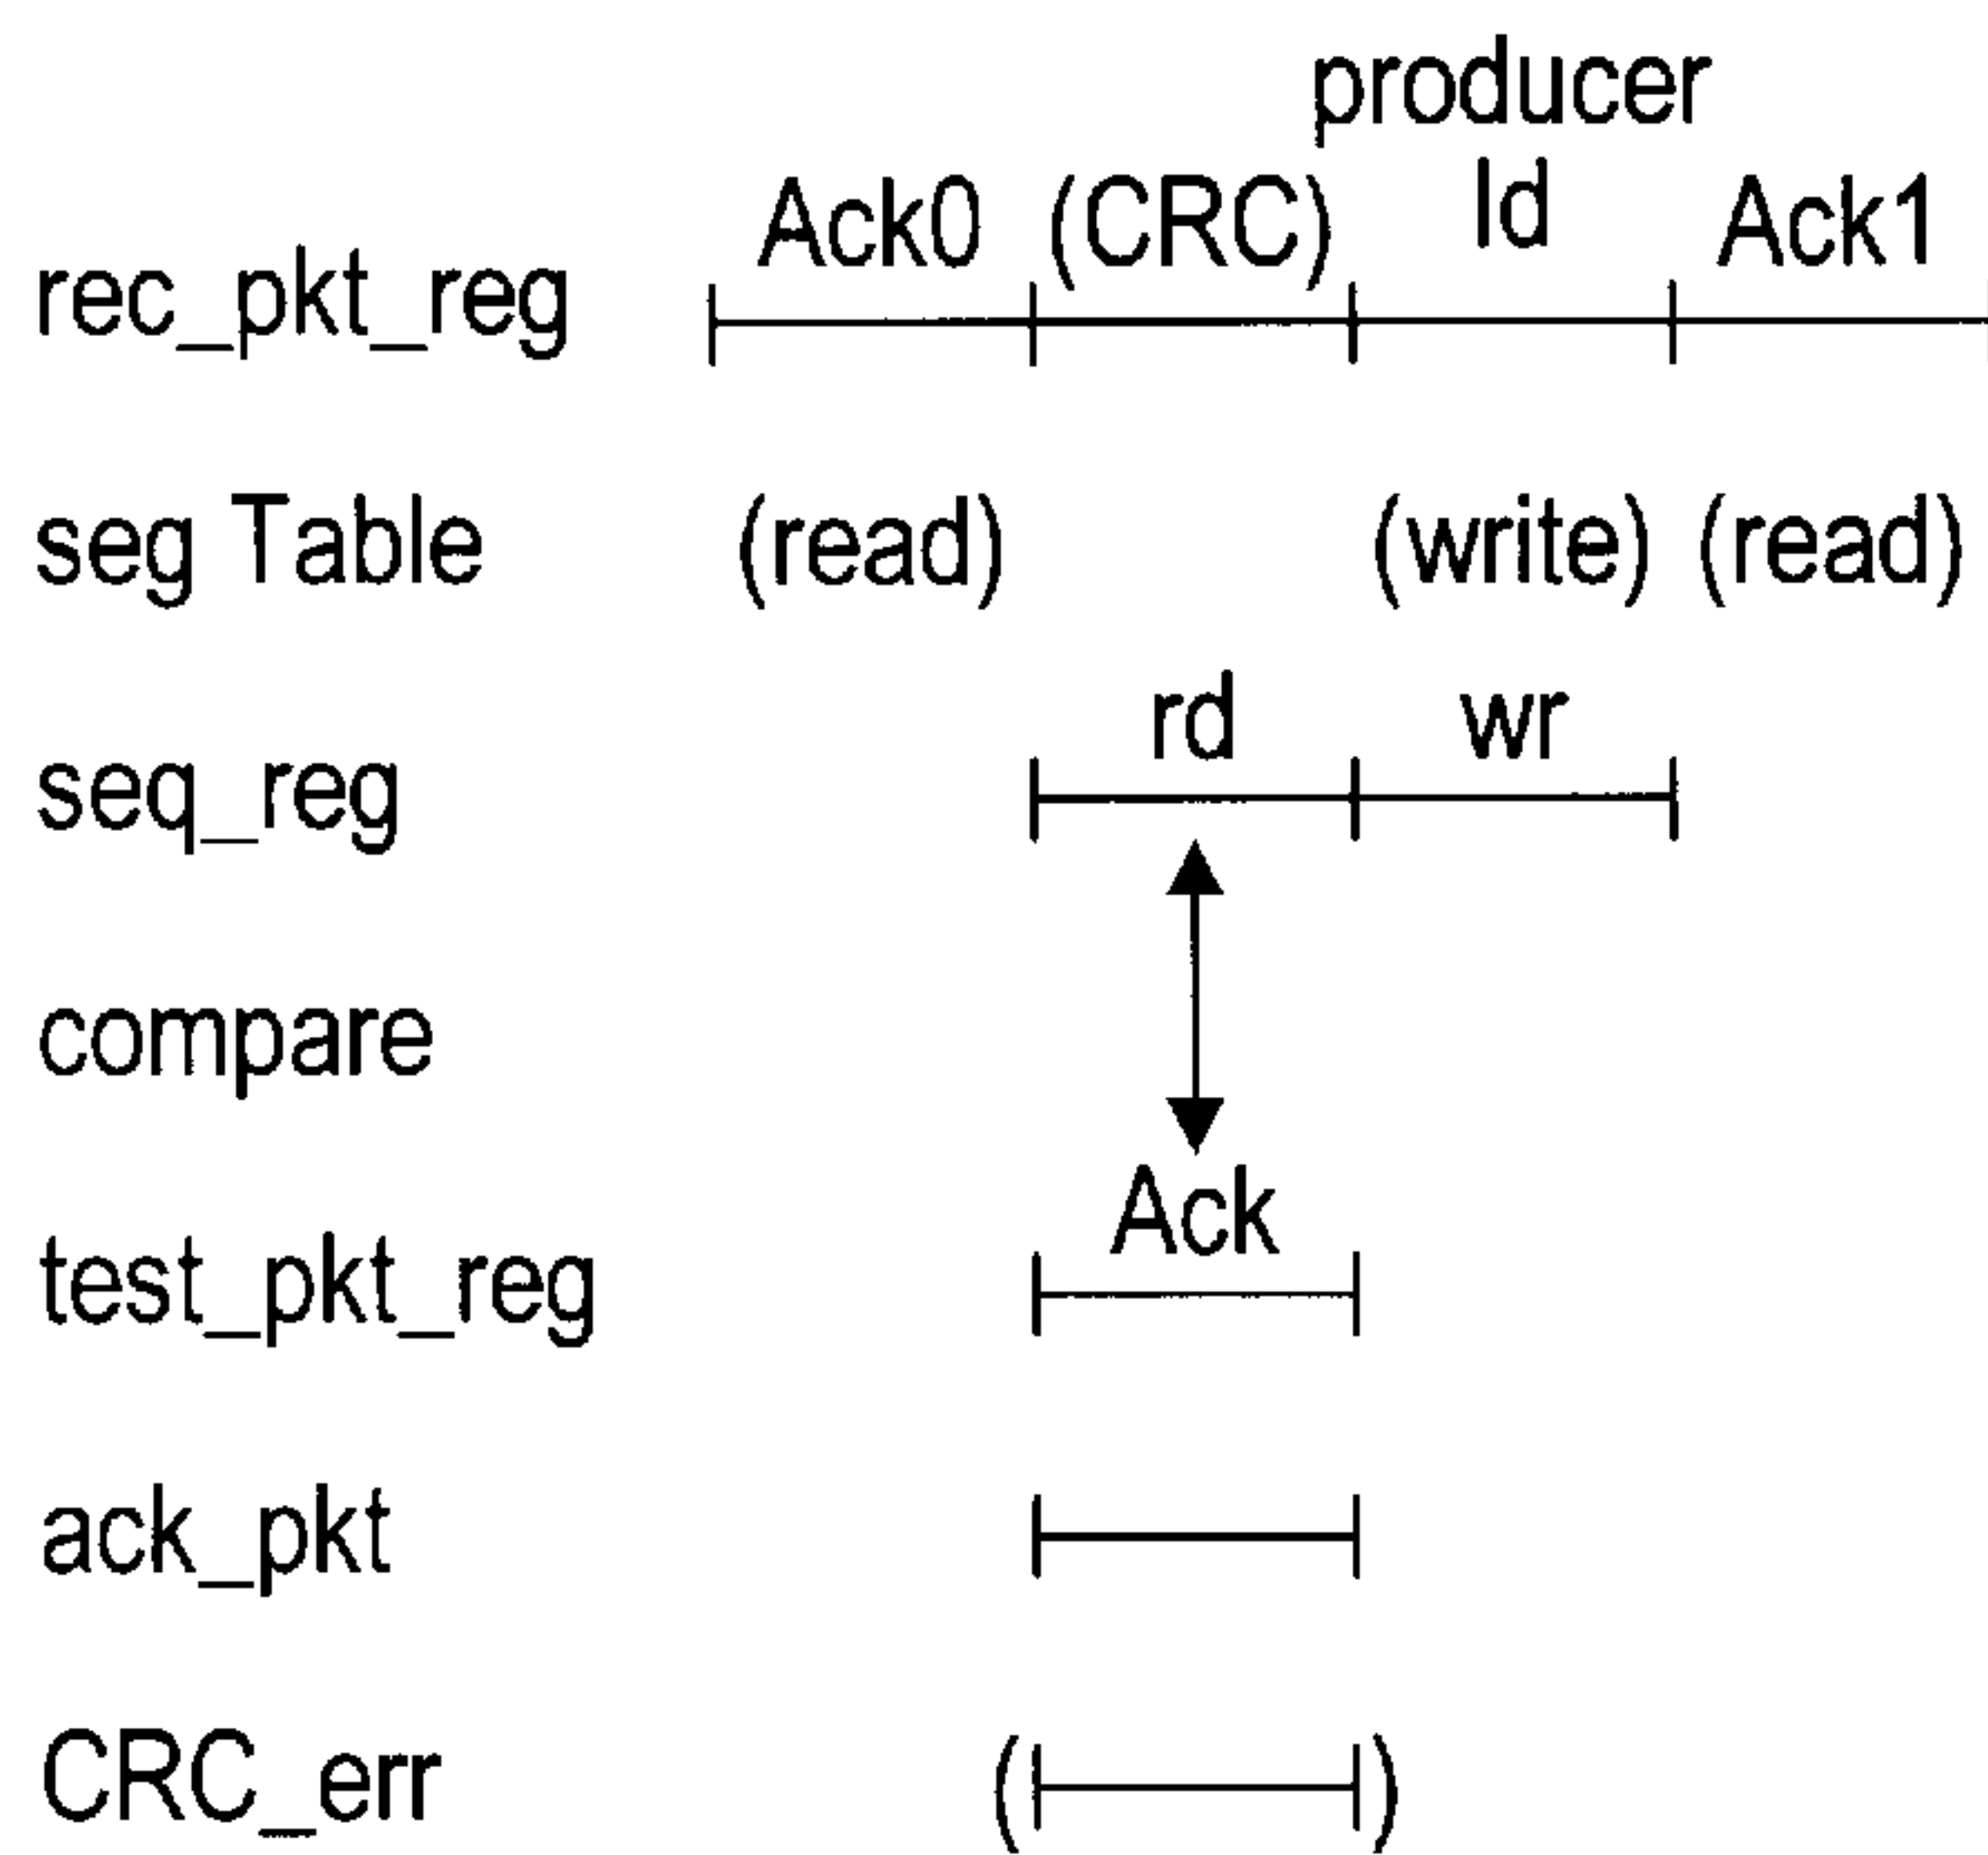 producer
Ack0 (CRC) Id Ack1
rec_pkt_reg
seg Table (read) (write) (read)
rd wr
seq_reg
compare
Ack
test_pkt_reg
ack_pkt
CRC_err ( )